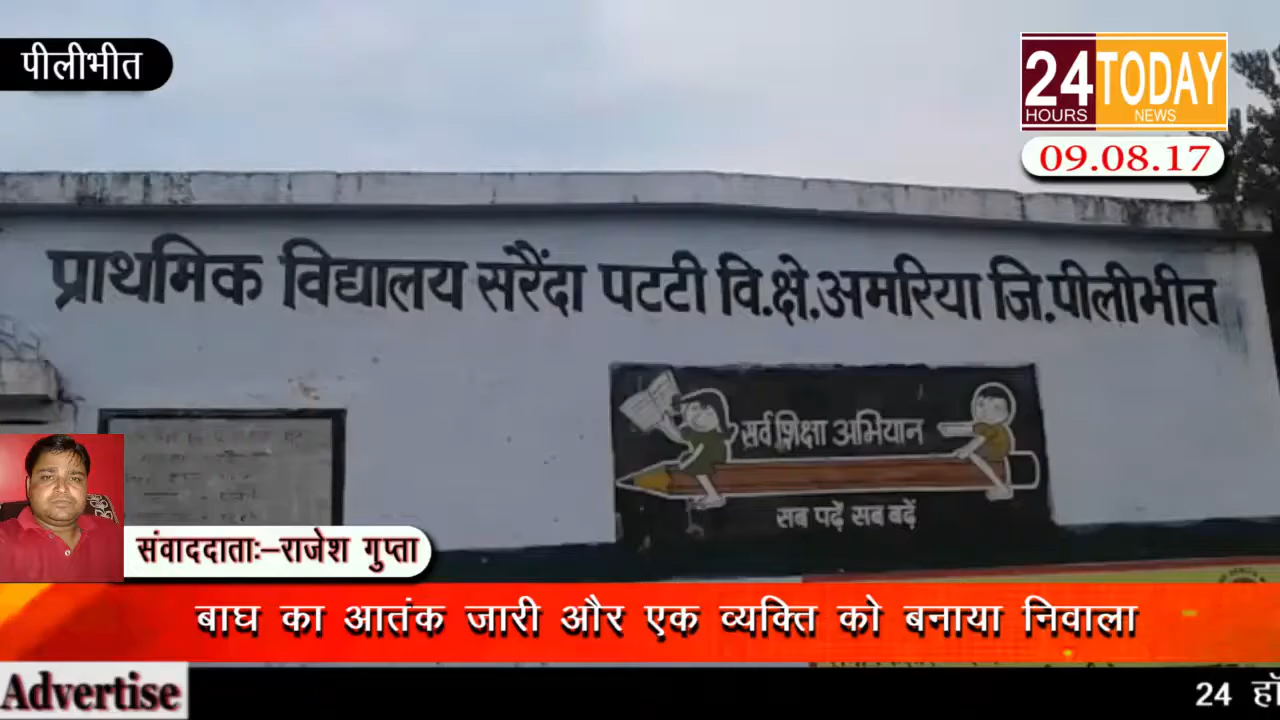 पीलीभीत
24 TODAY
HOURS NEWS
09.08.17
प्राथमिक विद्यालय सरैंदा पटटी वि.क्षे.अमरिया जि.पीलीभीत
सर्व शिक्षा अभियान
सब पढ़ें सब बढ़ें
संवाददाताः–राजेश गुप्ता
बाघ का आतंक जारी और एक व्यक्ति को बनाया निवाला
Advertise
24 हॉ